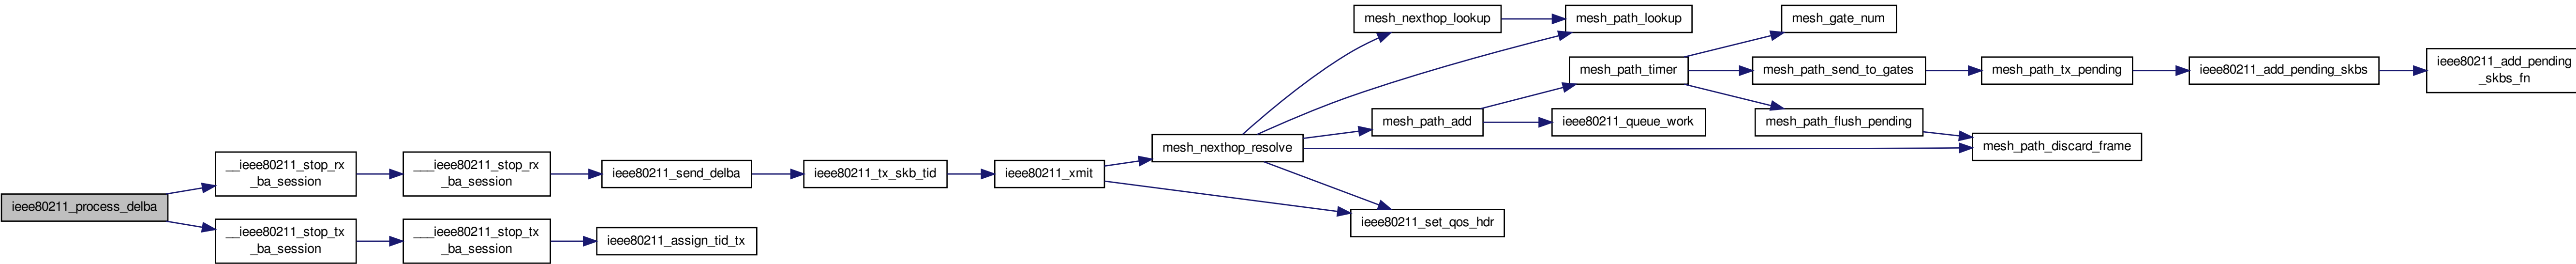 ieee80211_process_delba
__ieee80211_stop_rx
_ba_session
___ieee80211_stop_rx
_ba_session
ieee80211_send_delba
ieee80211_tx_skb_tid
ieee80211_xmit
mesh_nexthop_resolve
mesh_nexthop_lookup
mesh_path_lookup
mesh_path_add
mesh_path_timer
mesh_gate_num
mesh_path_send_to_gates
mesh_path_tx_pending
ieee80211_add_pending_skbs
ieee80211_add_pending
_skbs_fn
mesh_path_flush_pending
mesh_path_discard_frame
ieee80211_queue_work
ieee80211_set_qos_hdr
__ieee80211_stop_tx
_ba_session
___ieee80211_stop_tx
_ba_session
ieee80211_assign_tid_tx